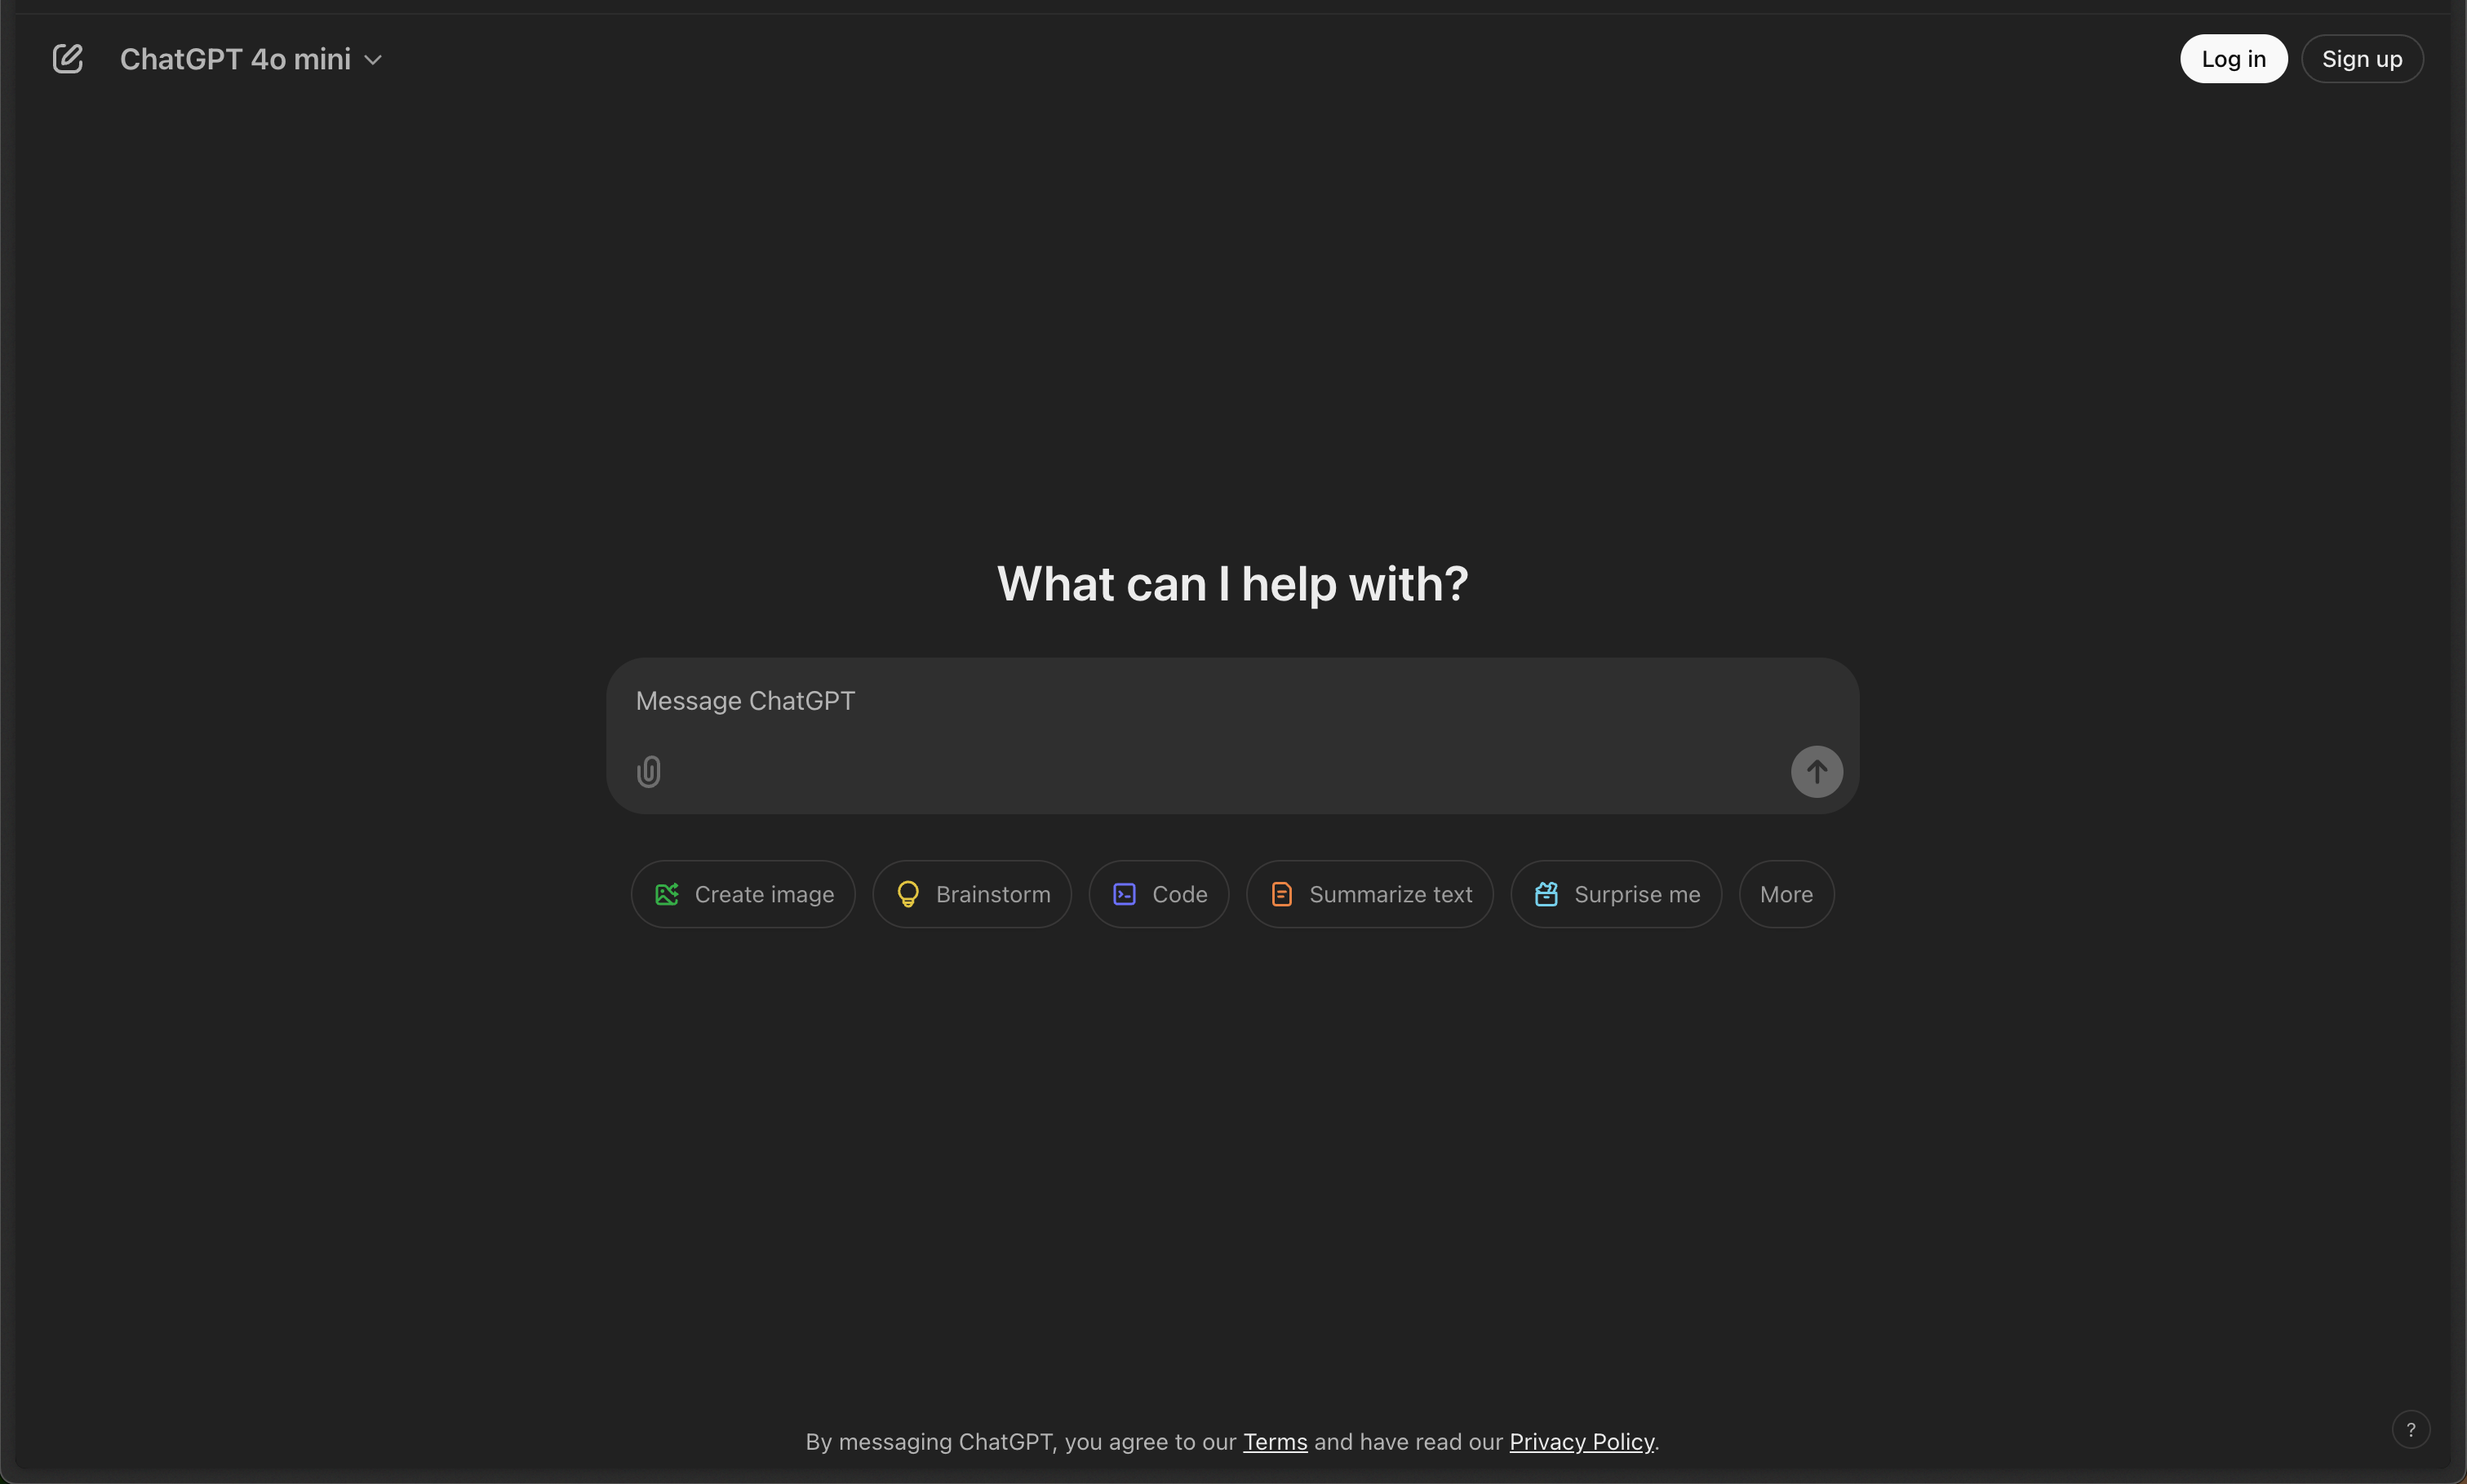 ChatGPT 4o mini
Log in
Sign up
What can I help with?
Message ChatGPT
Create image
Brainstorm
Code
Summarize text
Surprise me
More
By messaging ChatGPT, you agree to our Terms and have read our Privacy Policy.
?